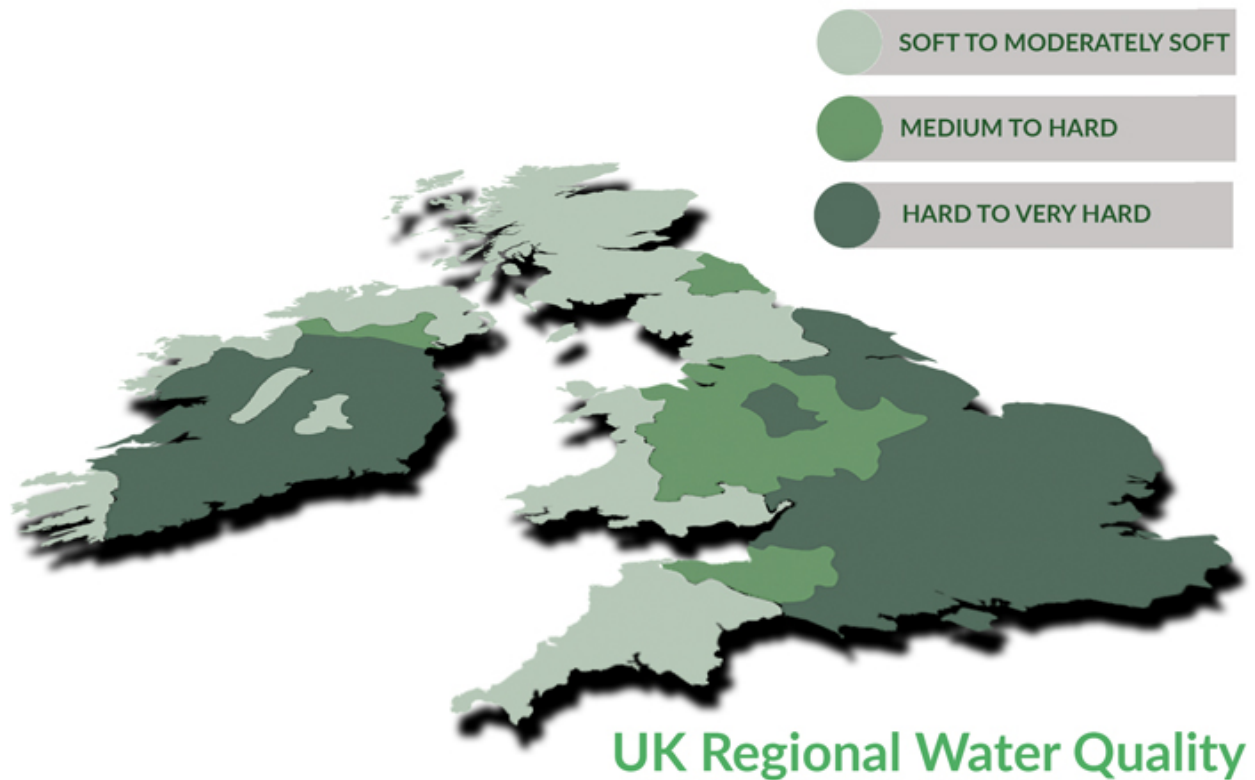 SOFT TO MODERATELY SOFT
MEDIUM TO HARD
HARD TO VERY HARD
UK Regional Water Quality